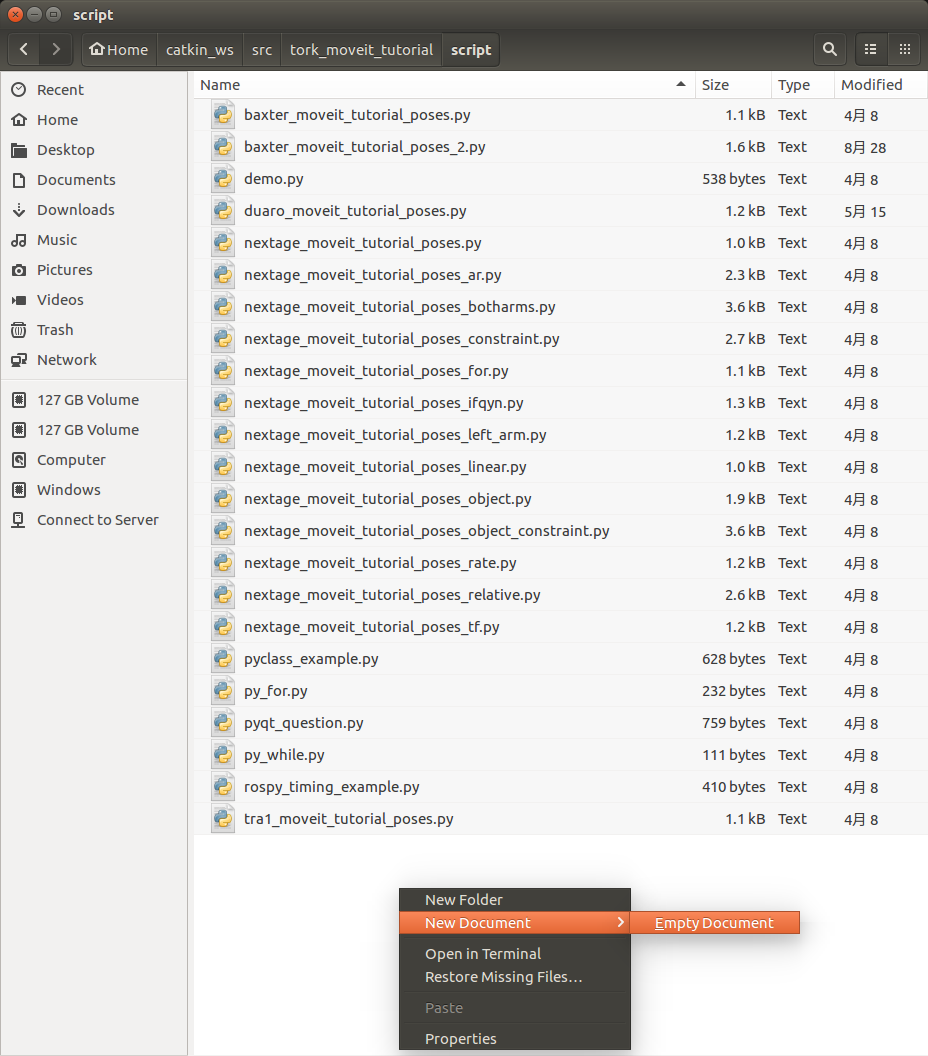 script
Home catkin_ws src tork_moveit_tutorial script
Recent
Home
Desktop
Documents
Downloads
Music
Pictures
Videos
Trash
Network
127 GB Volume
127 GB Volume
Computer
Windows
Connect to Server
Name Size Type Modified
baxter_moveit_tutorial_poses.py 1.1 kB Text 4月 8
baxter_moveit_tutorial_poses_2.py 1.6 kB Text 8月 28
demo.py 538 bytes Text 4月 8
duaro_moveit_tutorial_poses.py 1.2 kB Text 5月 15
nextage_moveit_tutorial_poses.py 1.0 kB Text 4月 8
nextage_moveit_tutorial_poses_ar.py 2.3 kB Text 4月 8
nextage_moveit_tutorial_poses_botharms.py 3.6 kB Text 4月 8
nextage_moveit_tutorial_poses_constraint.py 2.7 kB Text 4月 8
nextage_moveit_tutorial_poses_for.py 1.1 kB Text 4月 8
nextage_moveit_tutorial_poses_ifqyn.py 1.3 kB Text 4月 8
nextage_moveit_tutorial_poses_left_arm.py 1.2 kB Text 4月 8
nextage_moveit_tutorial_poses_linear.py 1.0 kB Text 4月 8
nextage_moveit_tutorial_poses_object.py 1.9 kB Text 4月 8
nextage_moveit_tutorial_poses_object_constraint.py 3.6 kB Text 4月 8
nextage_moveit_tutorial_poses_rate.py 1.2 kB Text 4月 8
nextage_moveit_tutorial_poses_relative.py 2.6 kB Text 4月 8
nextage_moveit_tutorial_poses_tf.py 1.2 kB Text 4月 8
pyclass_example.py 628 bytes Text 4月 8
py_for.py 232 bytes Text 4月 8
pyqt_question.py 759 bytes Text 4月 8
py_while.py 111 bytes Text 4月 8
rospy_timing_example.py 410 bytes Text 4月 8
tra1_moveit_tutorial_poses.py 1.1 kB Text 4月 8
New Folder
New Document Empty Document
Open in Terminal
Restore Missing Files…
Paste
Properties